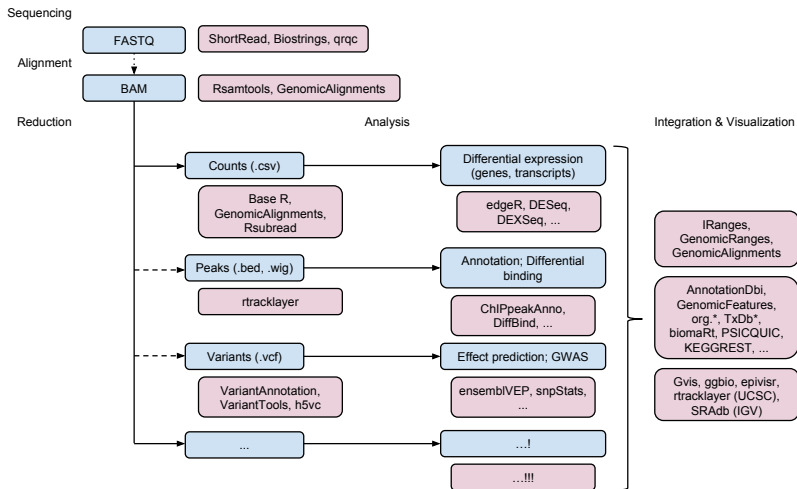 Sequencing
FASTQ
ShortRead, Biostrings, qrqc
Alignment
BAM
Rsamtools, GenomicAlignments
Reduction
Analysis
Integration & Visualization
Counts (.csv)
Differential expression
(genes, transcripts)
Base R,
GenomicAlignments,
Rsubread
edgeR, DESeq,
DEXSeq, ...
Peaks (.bed, .wig)
Annotation; Differential
binding
rtracklayer
ChIPpeakAnno,
DiffBind, ...
Variants (.vcf)
Effect prediction; GWAS
VariantAnnotation,
VariantTools, h5vc
ensemblVEP, snpStats,
...
...
…!
…!!!
IRanges,
GenomicRanges,
GenomicAlignments
AnnotationDbi,
GenomicFeatures,
org.*, TxDb*,
biomaRt, PSICQUIC,
KEGGREST, ...
Gvis, ggbio, epivisr,
rtracklayer (UCSC),
SRAdb (IGV)